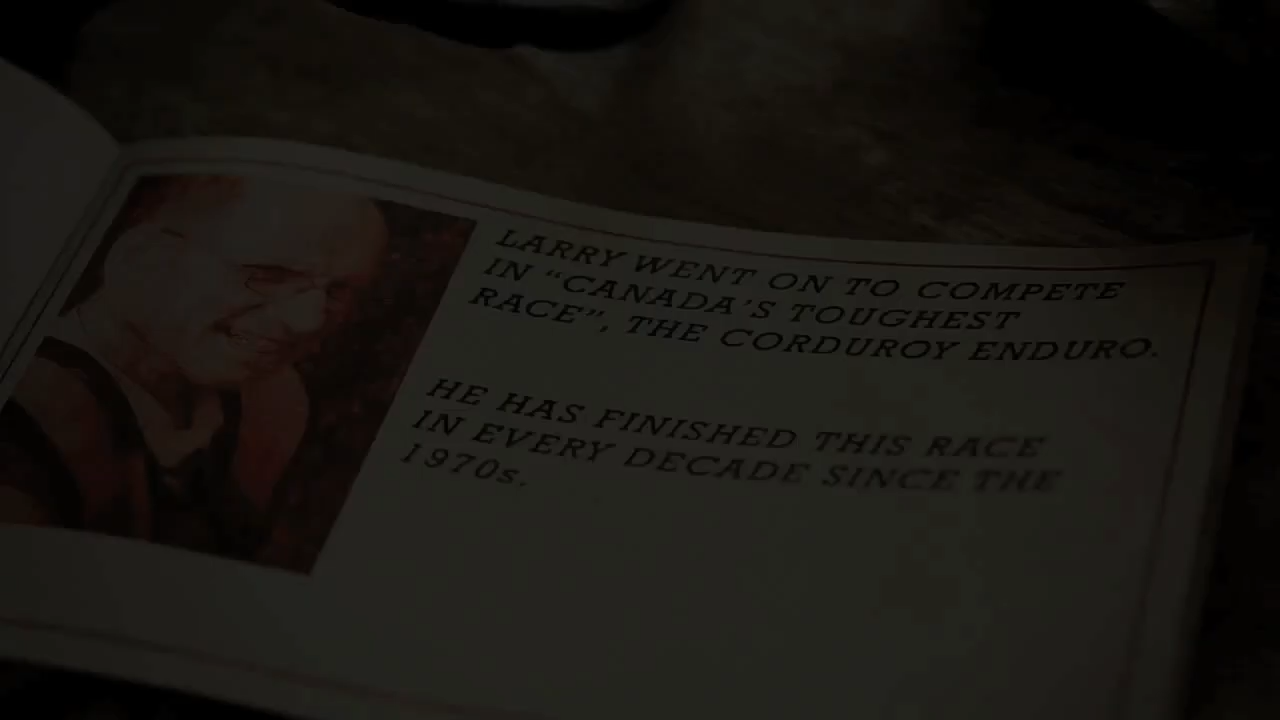 LARRY WENT ON TO COMPETE
IN “CANADA’S TOUGHEST
RACE”, THE CORDUROY ENDURO.
HE HAS FINISHED THIS RACE
IN EVERY DECADE SINCE THE
1970s.